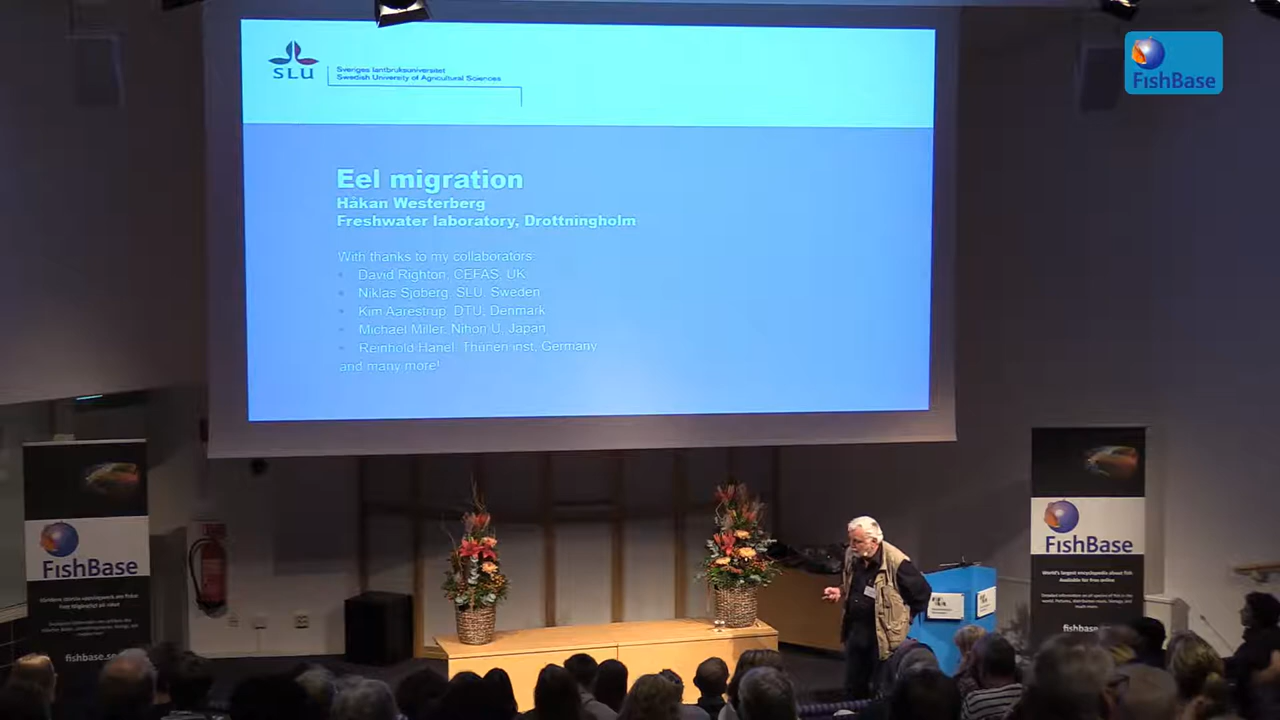 SLU
Sveriges lantbruksuniversitet
Swedish University of Agricultural Sciences
FishBase
Eel migration
Håkan Westerberg
Freshwater laboratory, Drottningholm
With thanks to my collaborators
David Righton, CEFAS, UK
Niklas Sjöberg, SLU, Sweden
Kim Aarestrup, DTU, Denmark
Michael Miller, Nihon U, Japan
Reinhold Hanel, Thünen inst, Germany
and many more!
FishBase
fishbase.se
FishBase
World's largest encyclopedia about fish
Available for free online
fishbase